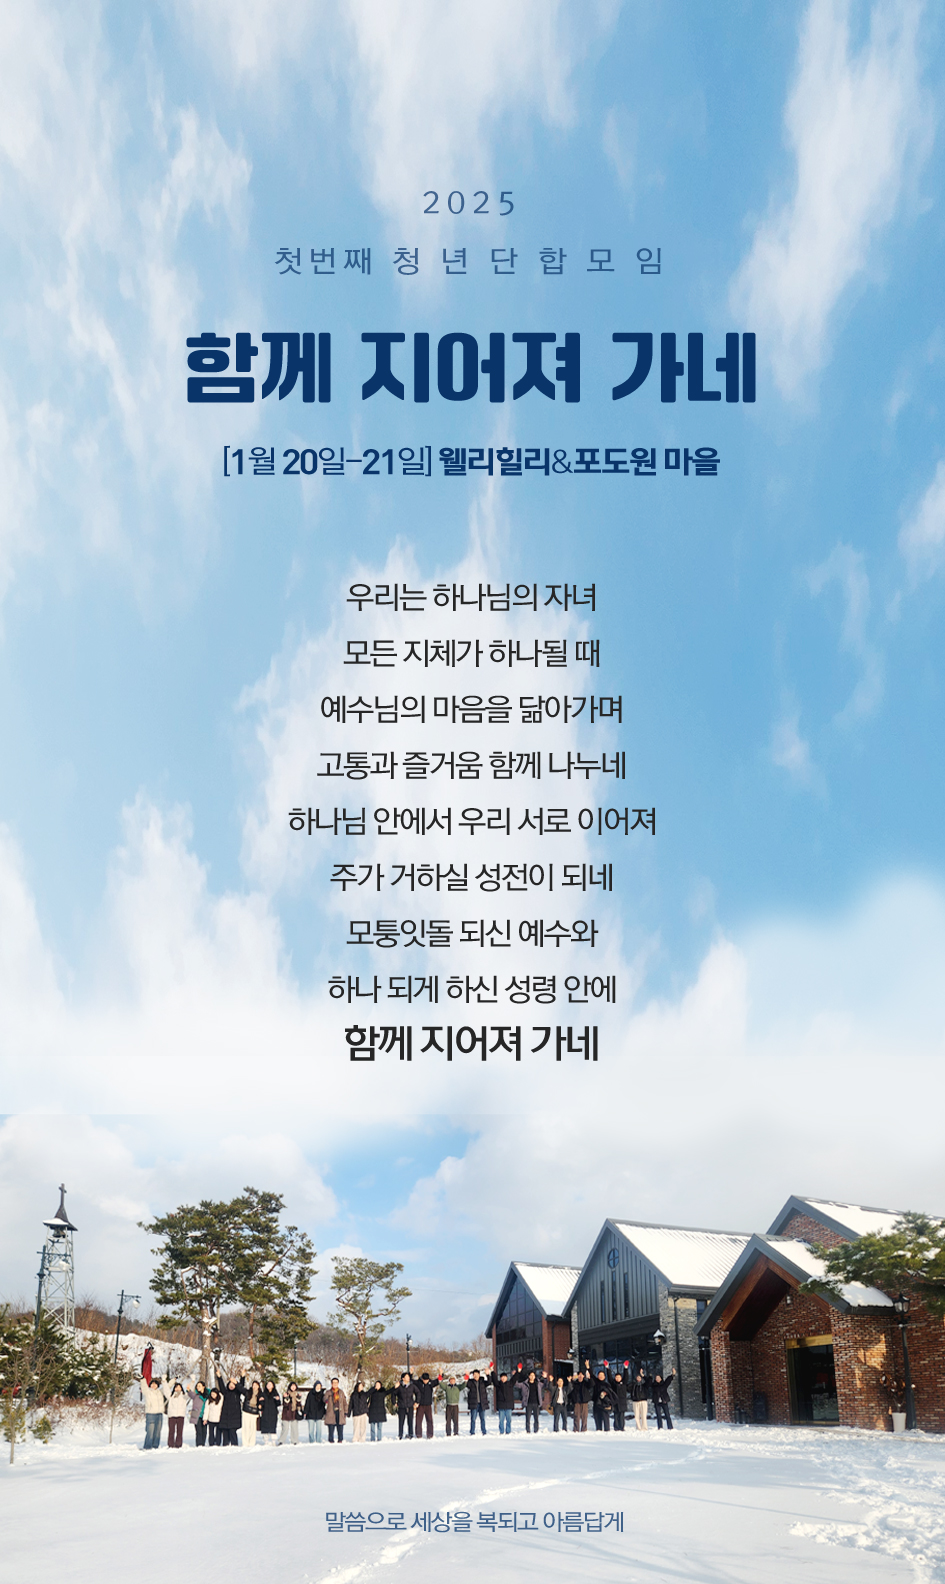 2025
첫번째 청년단합모임
함께 지어져 가네
[1월 20일-21일] 웰리힐리&포도원 마을
우리는 하나님의 자녀
모든 지체가 하나될 때
예수님의 마음을 닮아가며
고통과 즐거움 함께 나누네
하나님 안에서 우리 서로 이어져
주가 거하실 성전이 되네
모퉁잇돌 되신 예수와
하나 되게 하신 성령 안에
함께 지어져 가네
말씀으로 세상을 복되고 아름답게